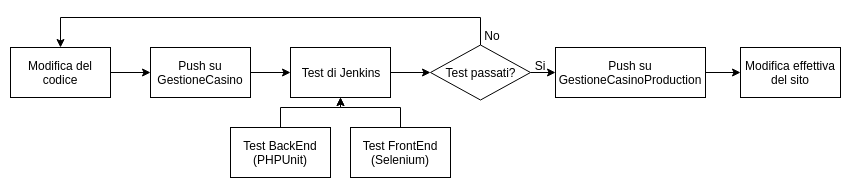 No
Modifica del
codice
Push su
GestioneCasino
Test di Jenkins
Test passati?
Si
Push su
GestioneCasinoProduction
Modifica effettiva
del sito
Test BackEnd
(PHPUnit)
Test FrontEnd
(Selenium)